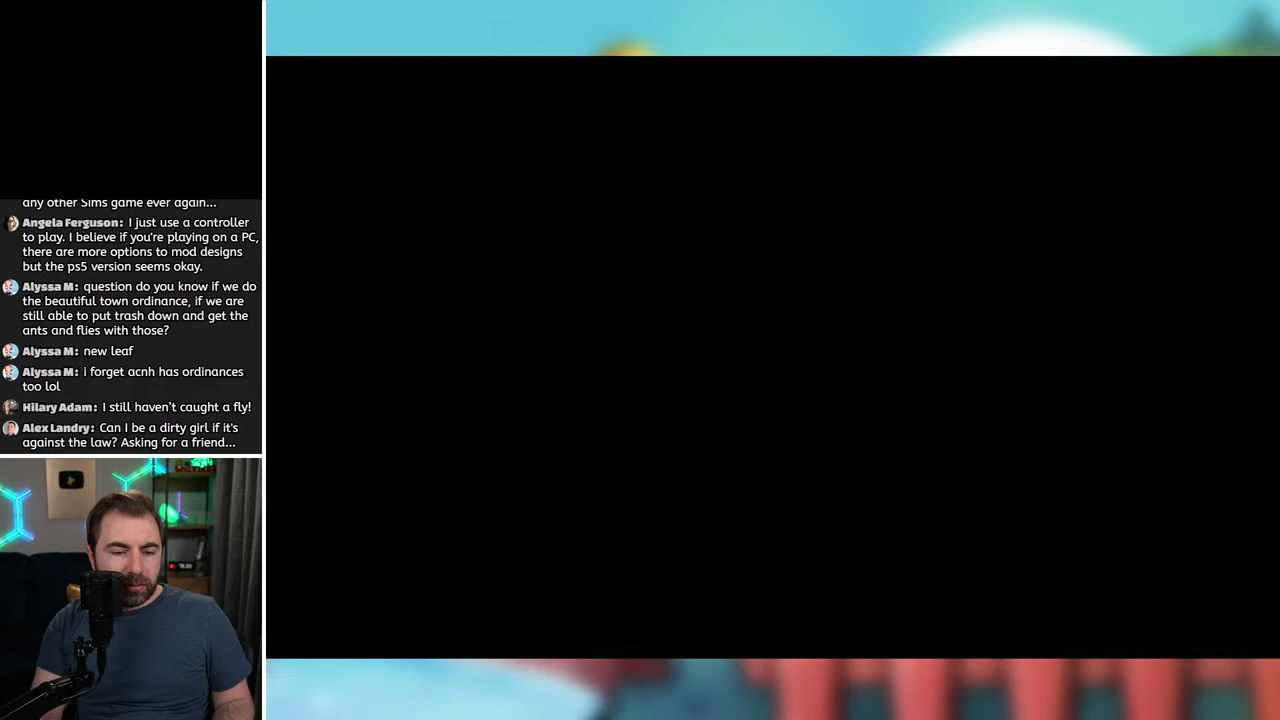 any other Sims game ever again...
Angela Ferguson: I just use a controller
to play. I believe if you're playing on a PC,
there are more options to mod designs
but the ps5 version seems okay.
Alyssa M: question do you know if we do
the beautiful town ordinance, if we are
still able to put trash down and get the
ants and flies with those?
Alyssa M: new leaf
Alyssa M: i forget acnh has ordinances
too lol
Hilary Adam: I still haven't caught a fly!
Alex Landry: Can I be a dirty girl if it's
against the law? Asking for a friend...